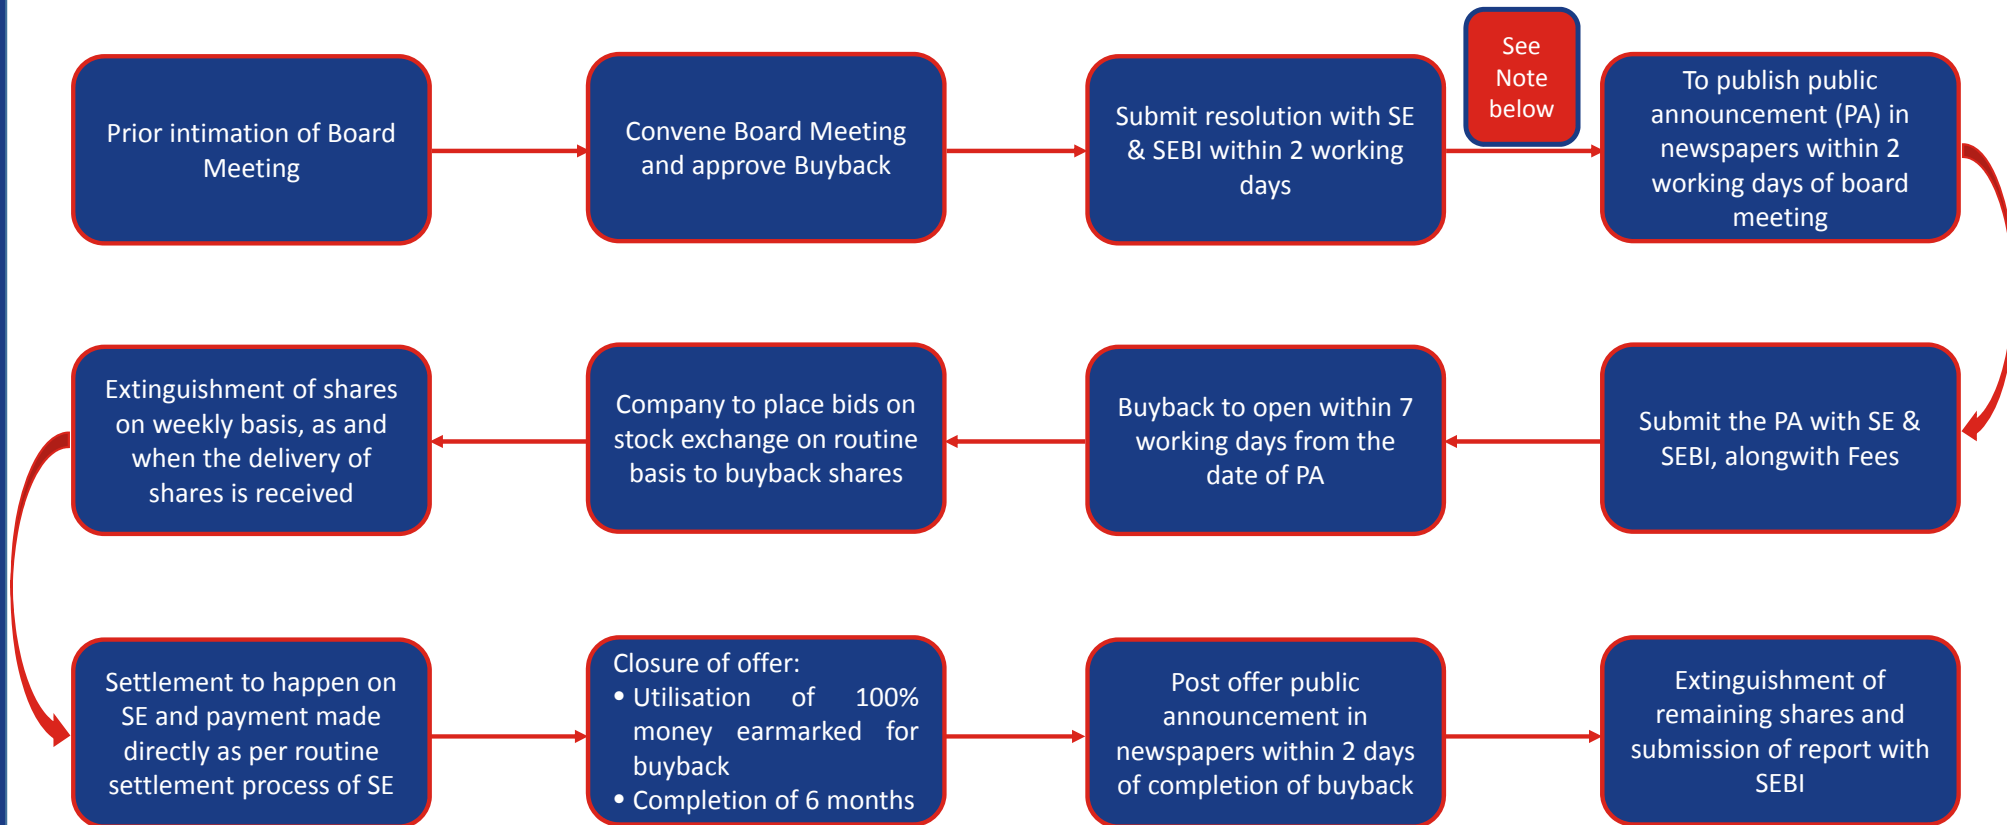 Prior intimation of Board
Meeting
Convene Board Meeting
and approve Buyback
Submit resolution with SE
& SEBI within 2 working
days
See
Note
below
To publish public
announcement (PA) in
newspapers within 2
working days of board
meeting
Submit the PA with SE &
SEBI, alongwith Fees
Buyback to open within 7
working days from the
date of PA
Company to place bids on
stock exchange on routine
basis to buyback shares
Extinguishment of shares
on weekly basis, as and
when the delivery of
shares is received
Settlement to happen on
SE and payment made
directly as per routine
settlement process of SE
Closure of offer:
• Utilisation of 100%
money earmarked for
buyback
• Completion of 6 months
Post offer public
announcement in
newspapers within 2 days
of completion of buyback
Extinguishment of
remaining shares and
submission of report with
SEBI